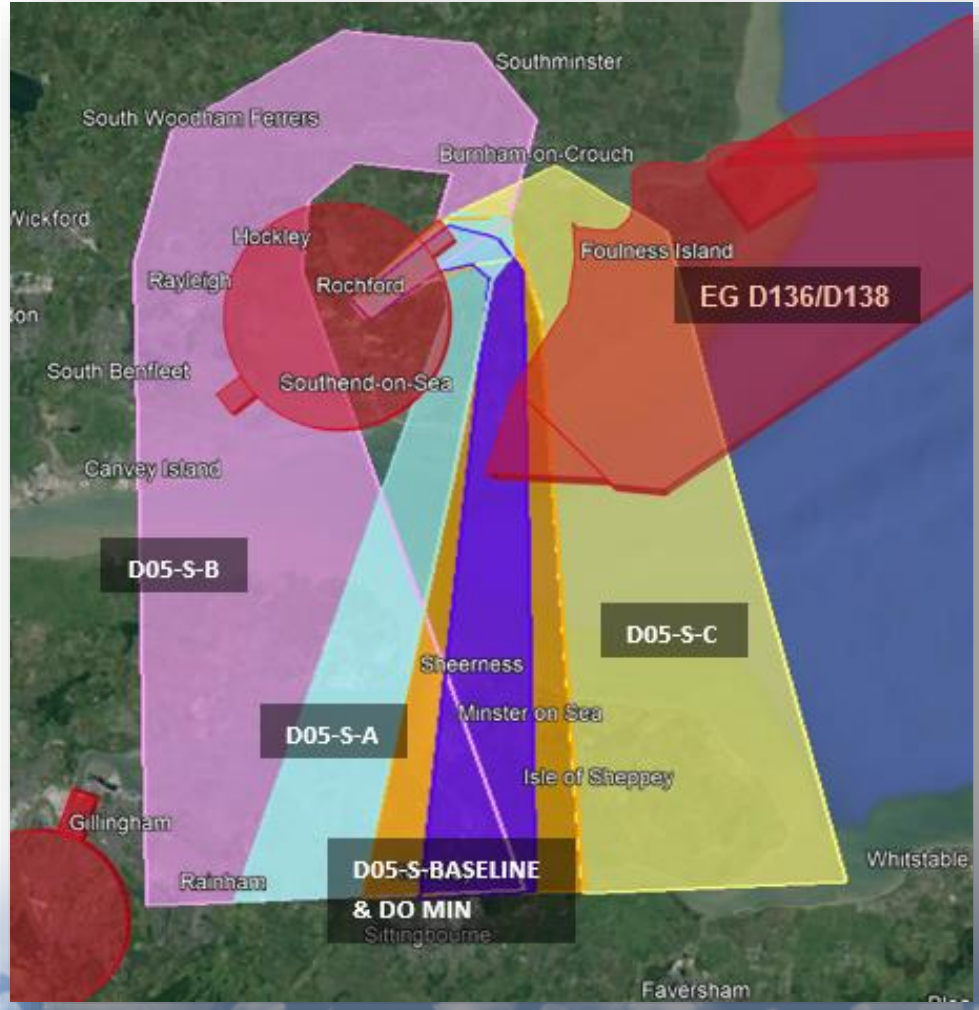 Southminster
South Woodham Ferrers
Burnham-on-Crouch
Wickford
Hockley
Foulness Island
Rayleigh
Rochford
EG D136/D138
South Benfleet
Southend-on-Sea
Canvey Island
D05-S-B
D05-S-C
Sheerness
Minster on Sea
D05-S-A
Isle of Sheppey
Gillingham
Whitstable
D05-S-BASELINE
& DO MIN
Rainham
Sittingbourne
Faversham